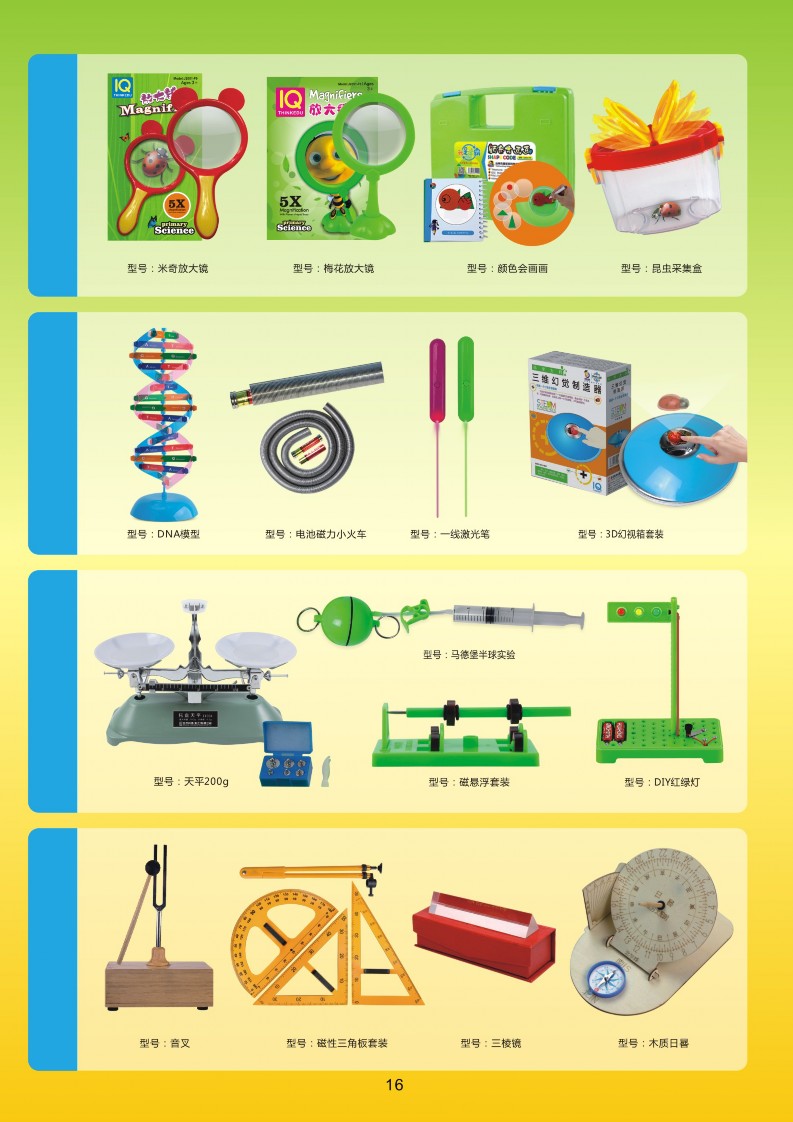 IQ
THINKEDU
放大镜
Magnif
5X
primary
Science
型号：米奇放大镜
IQ
THINKEDU
Magnifiers
放大
5X
Magnification
primary
Science
型号：梅花放大镜
SHAPE CODE
型号：颜色会画画
型号：昆虫采集盒
型号：DNA模型
型号：电池磁力小火车
型号：一线激光笔
三维幻觉制造器
IQ
型号：3D幻视箱套装
型号：天平200g
型号：马德堡半球实验
型号：磁悬浮套装
型号：DIY红绿灯
型号：音叉
型号：磁性三角板套装
型号：三棱镜
型号：木质日晷
16